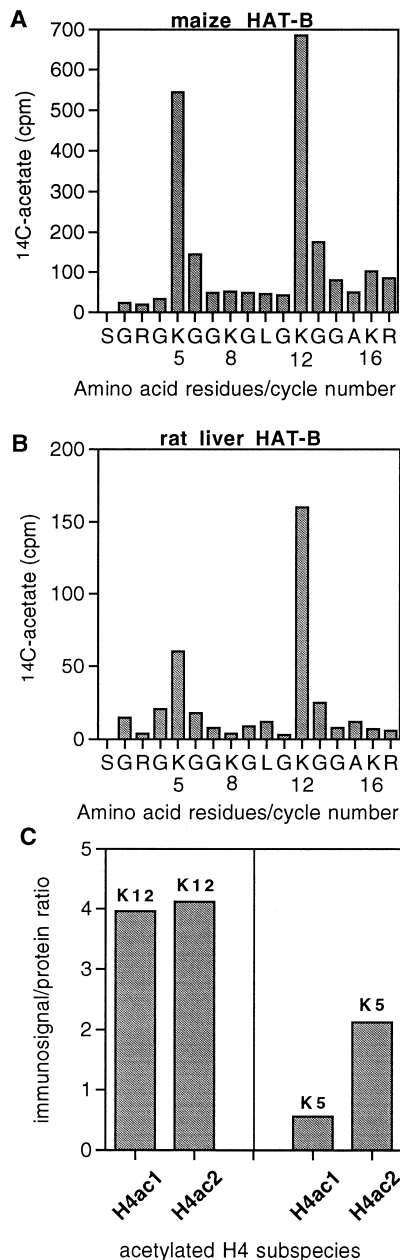 A
maize HAT-B
14C-acetate (cpm)
700
600
500
400
300
200
100
0
S G R G K G G K G L G K G G A K R
5 8 12 16
Amino acid residues/cycle number
B
rat liver HAT-B
14C-acetate (cpm)
200
150
100
50
0
S G R G K G G K G L G K G G A K R
5 8 12 16
Amino acid residues/cycle number
C
immunosignal/protein ratio
5
4
3
2
1
0
K12
K12
K5
K5
H4ac1
H4ac2
H4ac1
H4ac2
acetylated H4 subspecies